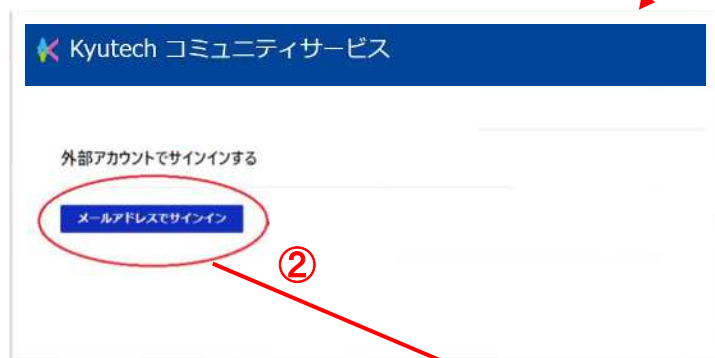 Kyutech コミュニティサービス
外部アカウントでサインインする
メールアドレスでサインイン
②